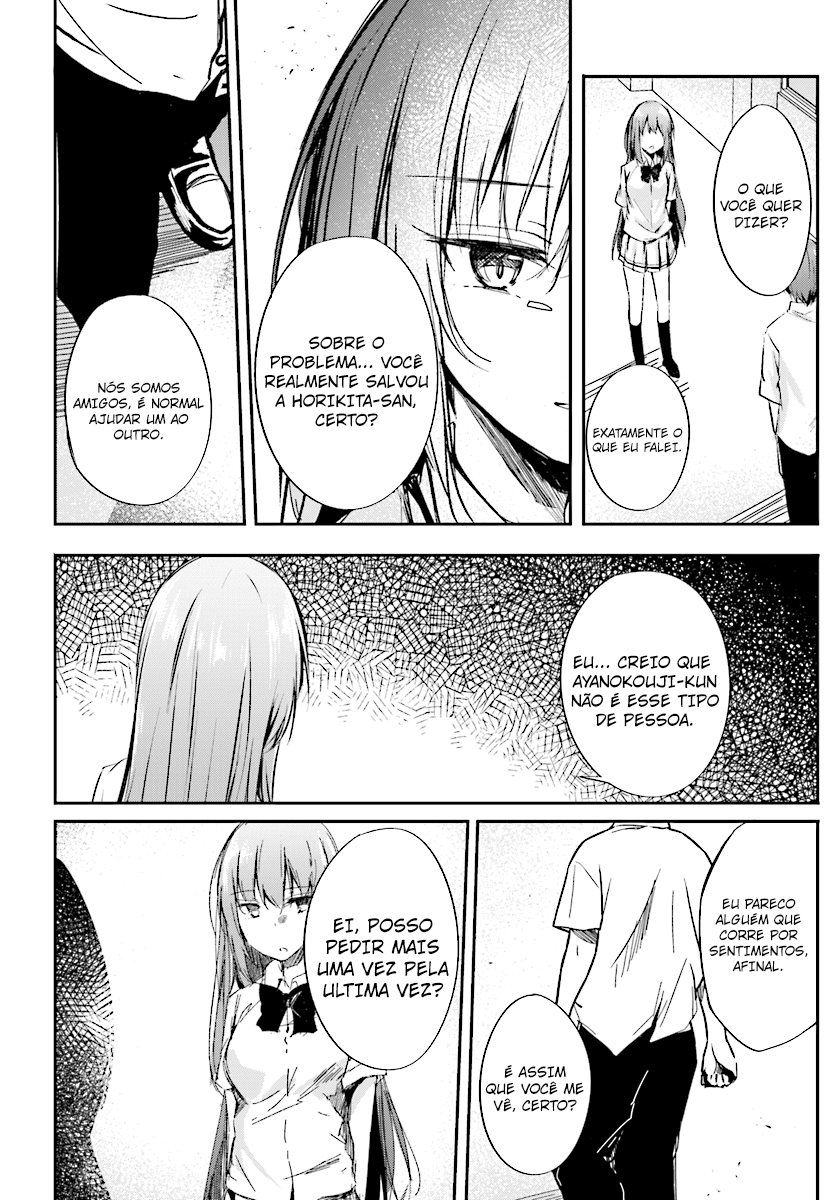 O QUE
VOCÊ QUER
DIZER?
EXATAMENTE O
QUE EU FALEI.
SOBRE O
PROBLEMA... VOCÊ
REALMENTE SALVOU
A HORIKITA-SAN,
CERTO?
NÓS SOMOS
AMIGOS, É NORMAL
AJUDAR UM AO
OUTRO.
EU... CREIO QUE
AYANOKOUJI-KUN
NÃO É ESSE TIPO
DE PESSOA.
EU PARECO
ALGUÉM QUE
CORRE POR
SENTIMENTOS,
AFINAL.
É ASSIM
QUE VOCÊ ME
VÊ, CERTO?
EI, POSSO
PEDIR MAIS
UMA VEZ PELA
ULTIMA VEZ?